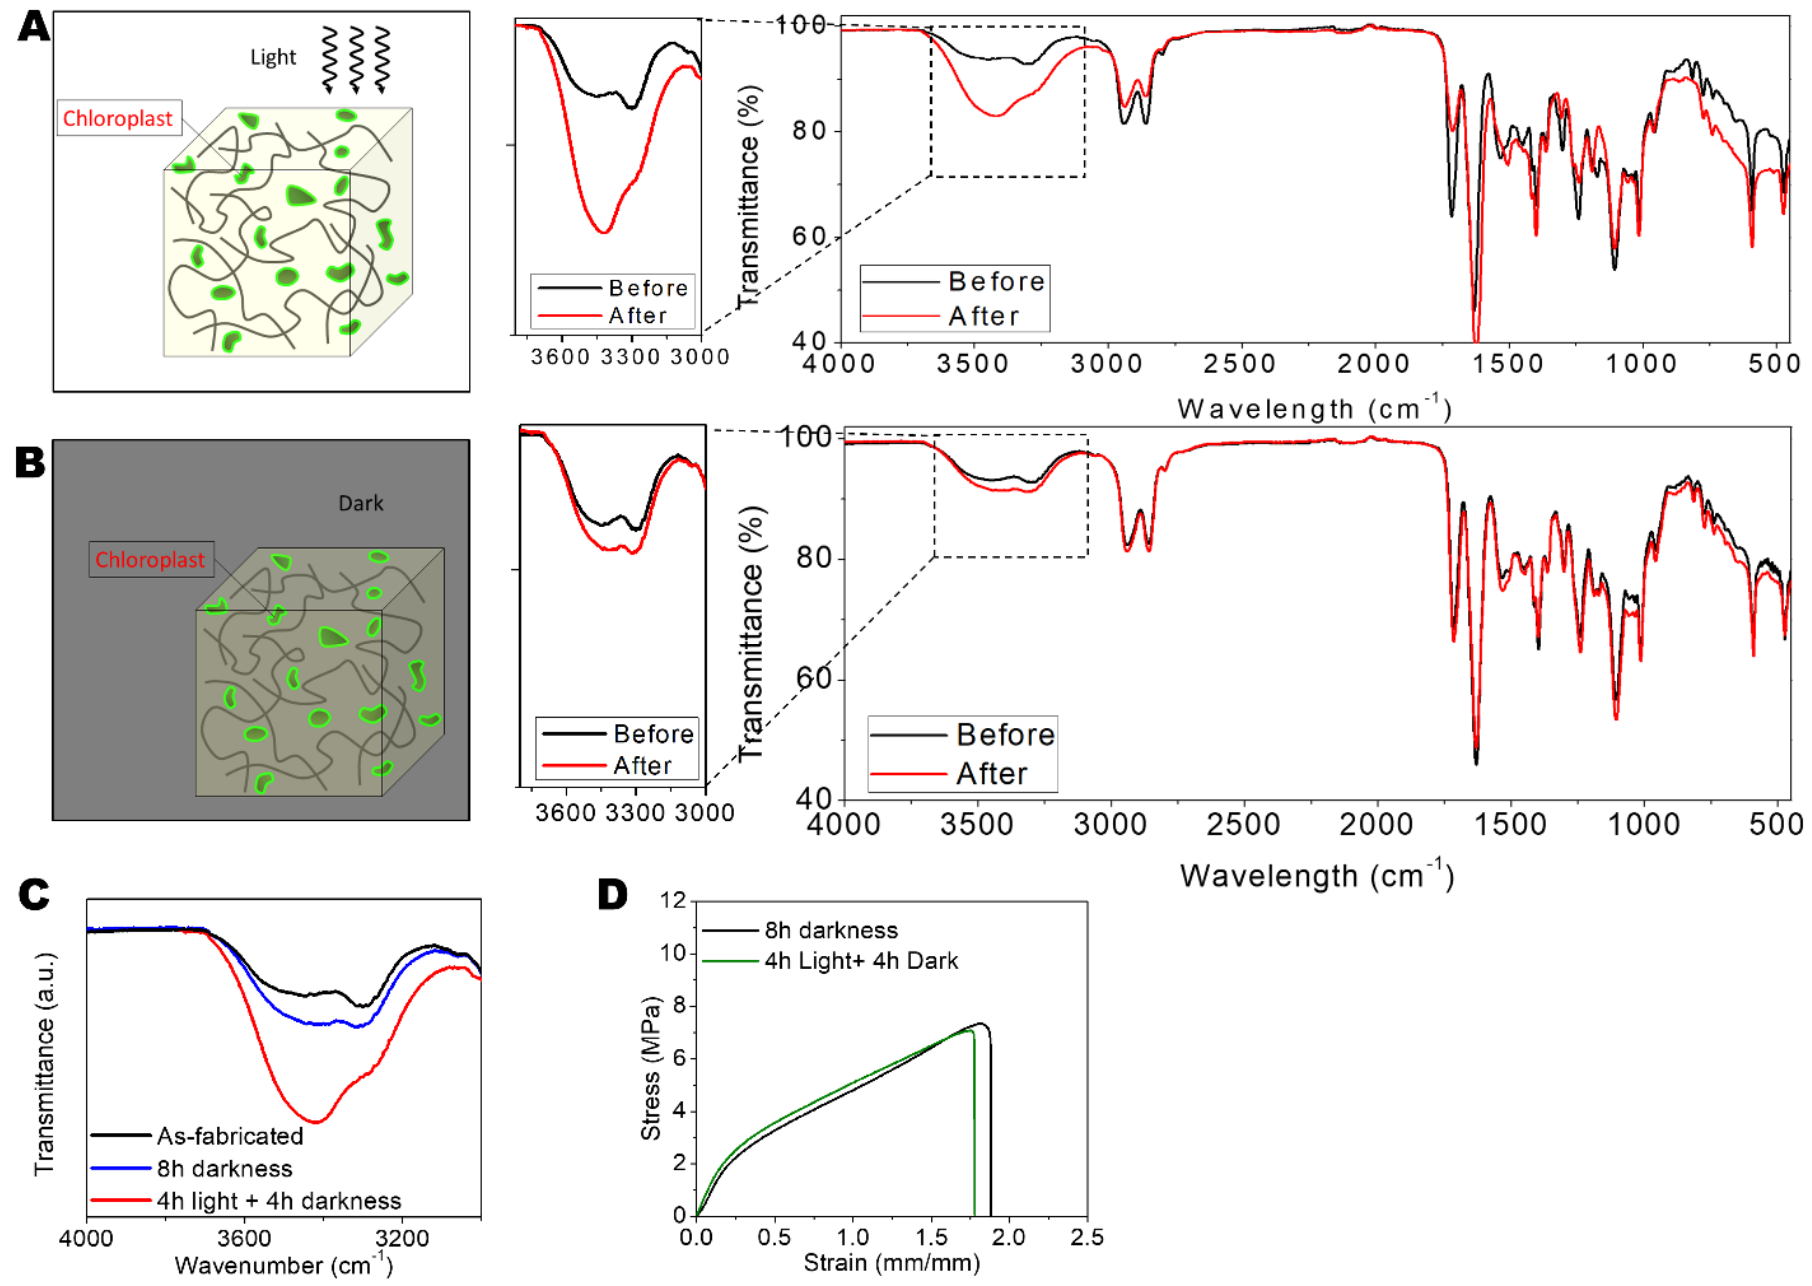 A
Light
Chloroplast
Before
After
3600 3300 3000
Transmittance (%)
100
80
60
40
Before
After
4000 3500 3000 2500 2000 1500 1000 500
Wavelength (cm-1)
B
Dark
Chloroplast
Before
After
3600 3300 3000
Transmittance (%)
100
80
60
40
Before
After
4000 3500 3000 2500 2000 1500 1000 500
Wavelength (cm-1)
C
Transmittance (a.u.)
As-fabricated
8h darkness
4h light + 4h darkness
4000 3600 3200
Wavenumber (cm-1)
D
Stress (MPa)
12
10
8
6
4
2
0
8h darkness
4h Light+ 4h Dark
0.0 0.5 1.0 1.5 2.0 2.5
Strain (mm/mm)